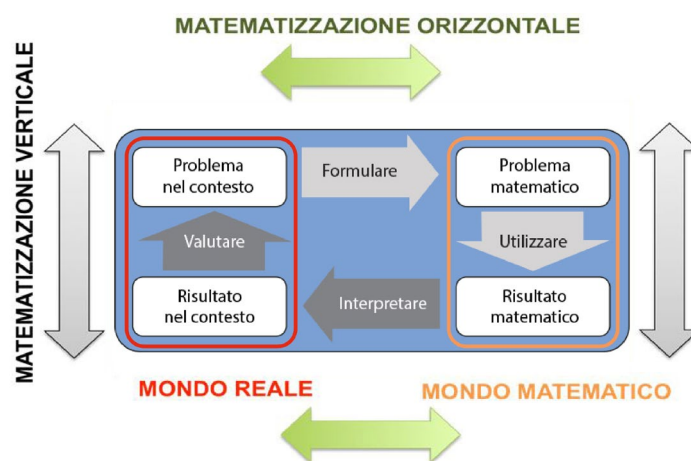 MATEMATIZZAZIONE ORIZZONTALE
MATEMATIZZAZIONE VERTICALE
Problema
nel contesto
Formulare
Problema
matematico
Valutare
Utilizzare
Risultato
nel contesto
Interpretare
Risultato
matematico
MONDO REALE
MONDO MATEMATICO